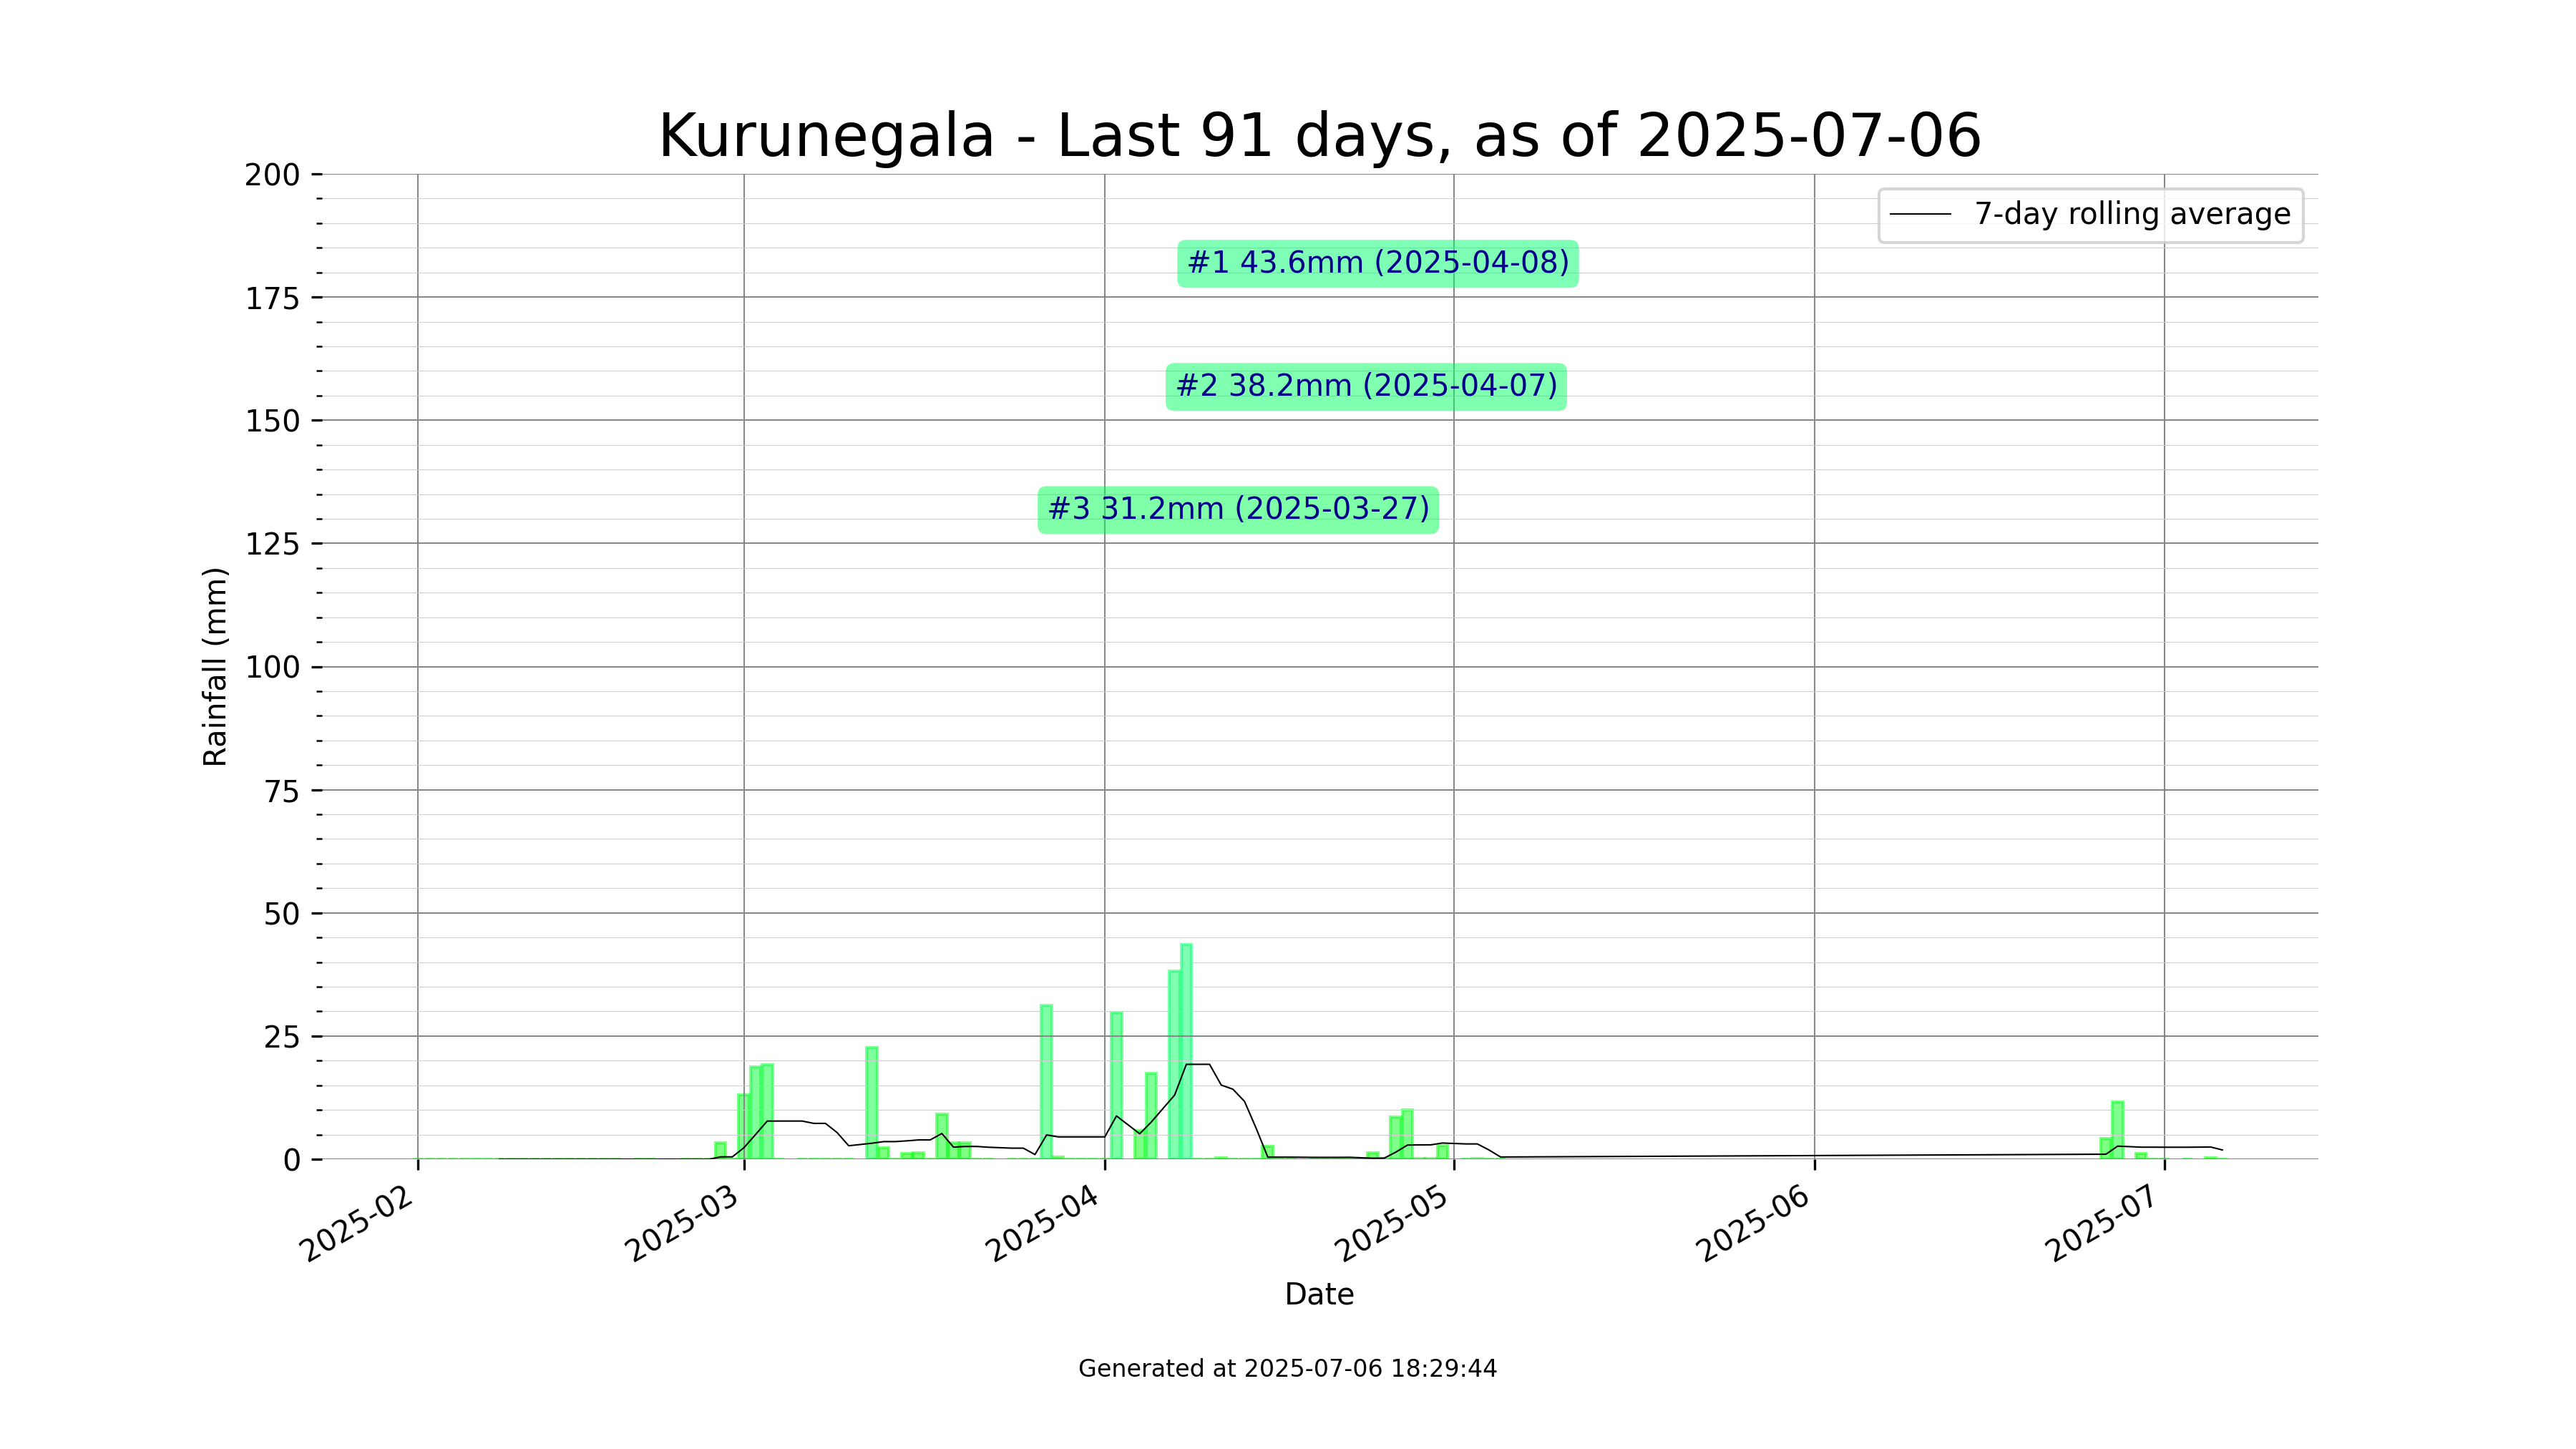 Kurunegala - Last 91 days, as of 2025-07-06
200
175
150
125
100
75
50
25
0
Rainfall (mm)
7-day rolling average
#1 43.6mm (2025-04-08)
#2 38.2mm (2025-04-07)
#3 31.2mm (2025-03-27)
2025-02
2025-03
2025-04
2025-05
2025-06
2025-07
Date
Generated at 2025-07-06 18:29:44